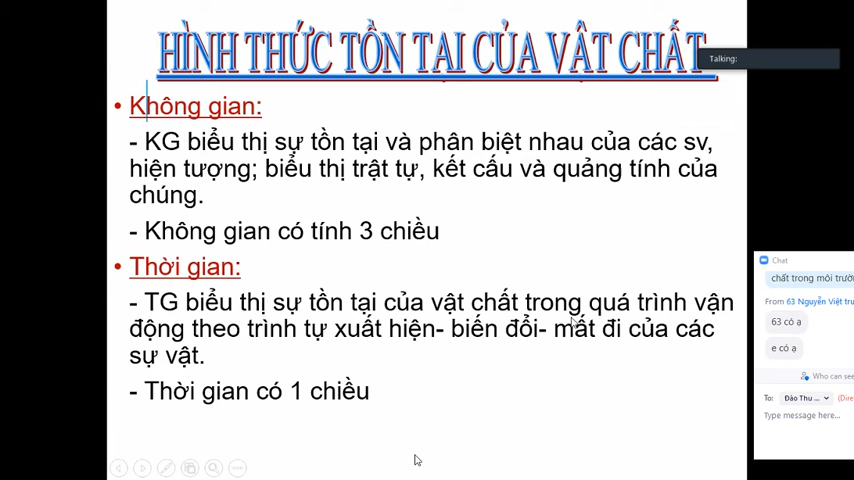 HÌNH THỨC TỒN TẠI CỦA VẬT CHẤT
Talking:
• Không gian:
- KG biểu thị sự tồn tại và phân biệt nhau của các sv,
hiện tượng; biểu thị trật tự, kết cấu và quảng tính của
chúng.
- Không gian có tính 3 chiều
• Thời gian:
- TG biểu thị sự tồn tại của vật chất trong quá trình vận
động theo trình tự xuất hiện- biến đổi- mất đi của các
sự vật.
- Thời gian có 1 chiều
Chat
chất trong môi trườ
From 63 Nguyễn Việt tru
63 có ạ
e có ạ
Who can see
To: Đào Thu ... (Dire
Type message here...